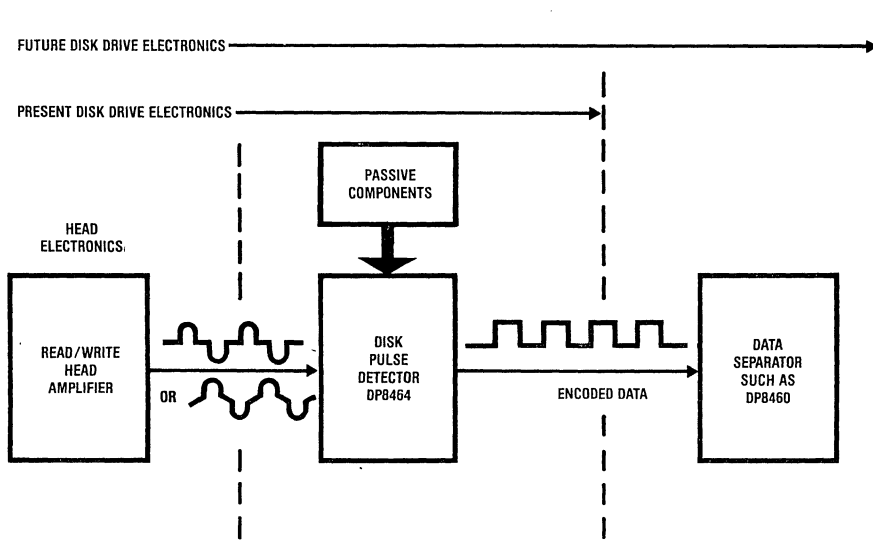 FUTURE DISK DRIVE ELECTRONICS
PRESENT DISK DRIVE ELECTRONICS
PASSIVE
COMPONENTS
HEAD
ELECTRONICS
READ/WRITE
HEAD
AMPLIFIER
OR
DISK
PULSE
DETECTOR
DP8464
ENCODED DATA
DATA
SEPARATOR
SUCH AS
DP8460